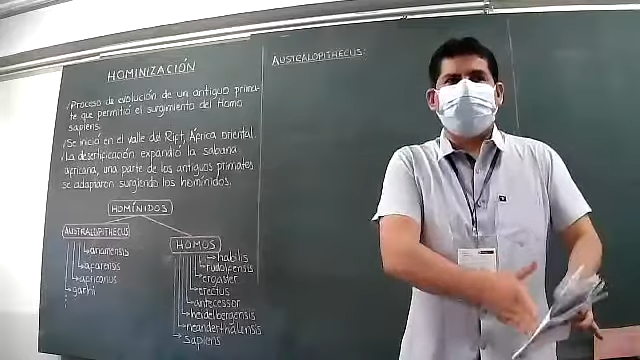 HOMINIZACIÓN
Proceso de evolución de un antiguo prima-
te que permitió el surgimiento del Homo
sapiens.
Se inició en el valle del Rift, África oriental.
La desertificación expandió la sabana
africana, una parte de los antiguos primates
se adaptaron surgiendo los homínidos.
HOMÍNIDOS
AUSTRALOPITHECUS
anamensis
afarensis
africanus
garhi
HOMOS
habilis
rudolfensis
ergaster
erectus
antecessor
heidelbergensis
neanderthalensis
sapiens
AUSTRALOPITHECUS: